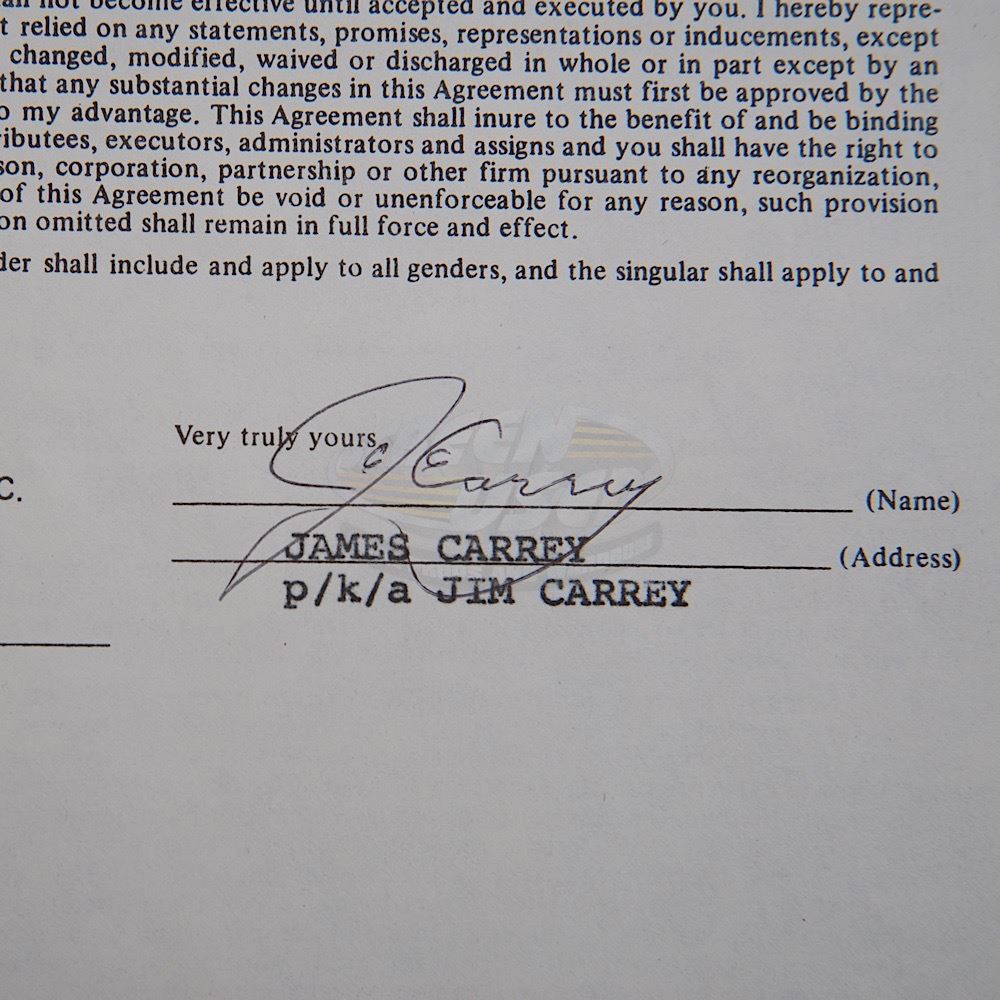 all not become effective until accepted and executed by you. I hereby repre-
t relied on any statements, promises, representations or inducements, except
changed, modified, waived or discharged in whole or in part except by an
that any substantial changes in this Agreement must first be approved by the
o my advantage. This Agreement shall inure to the benefit of and be binding
ributees, executors, administrators and assigns and you shall have the right to
son, corporation, partnership or other firm pursuant to any reorganization,
of this Agreement be void or unenforceable for any reason, such provision
on omitted shall remain in full force and effect.
der shall include and apply to all genders, and the singular shall apply to and
Very truly yours,
C.
Carrey
(Name)
JAMES CARREY
(Address)
p/k/a JIM CARREY